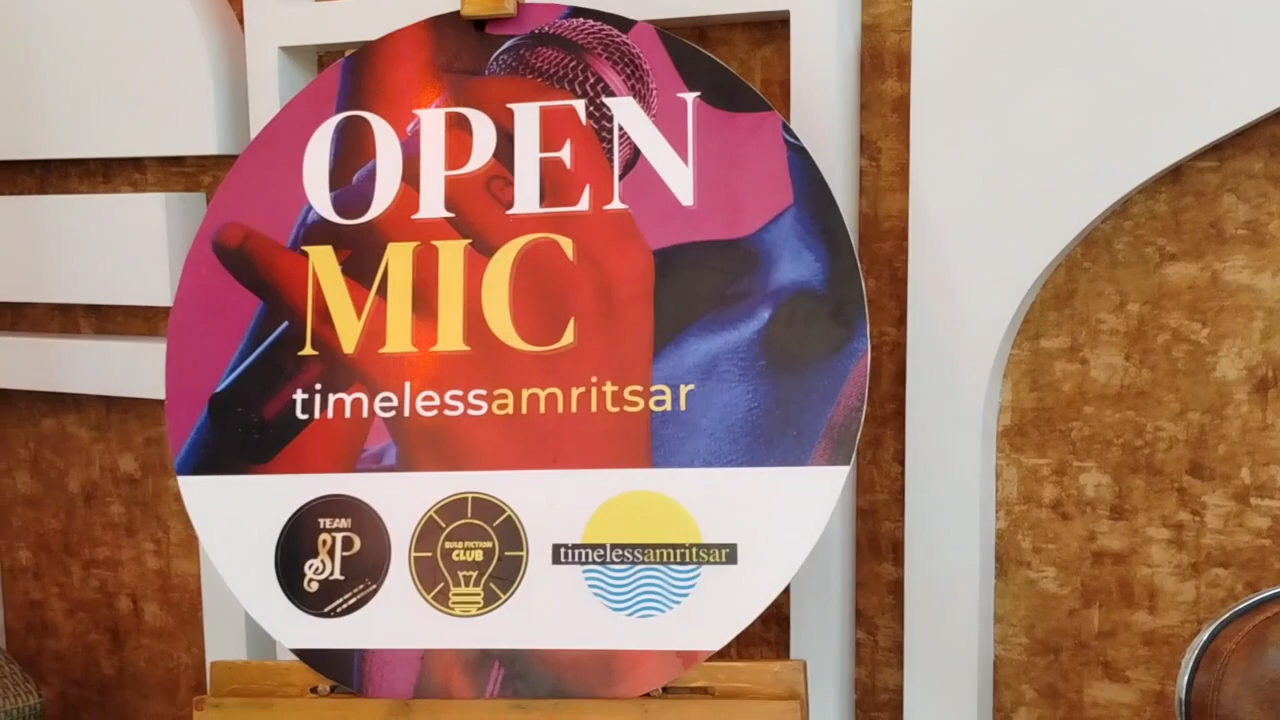 OPEN
MIC
timelessamritsar
TEAM
SP
BULB FICTION
CLUB
timelessamritsar